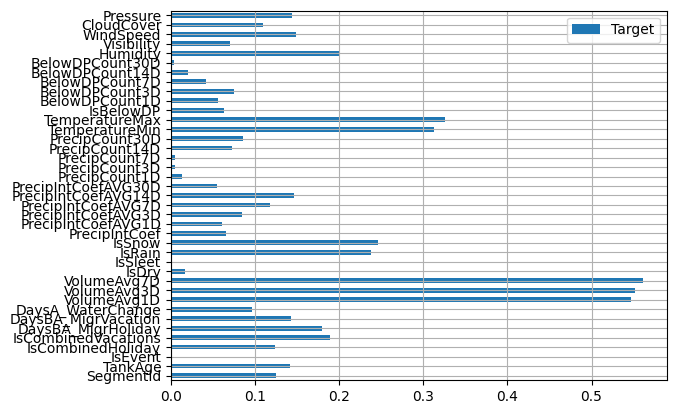 Pressure
CloudCover
WindSpeed
Visibility
Humidity
BelowDPCount30D
BelowDPCount14D
BelowDPCount7D
BelowDPCount3D
BelowDPCount1D
IsBelowDP
TemperatureMax
TemperatureMin
PrecipCount30D
PrecipCount14D
PrecipCount7D
PrecipCount3D
PrecipCount1D
PrecipIntCoefAVG30D
PrecipIntCoefAVG14D
PrecipIntCoefAVG7D
PrecipIntCoefAVG3D
PrecipIntCoefAVG1D
PrecipIntCoef
IsSnow
IsRain
IsSleet
IsDry
VolumeAvg7D
VolumeAvg3D
VolumeAvg1D
DaysA_WaterChange
DaysBA_MigrVacation
DaysBA_MigrHoliday
IsCombinedVacations
IsCombinedHoliday
IsEvent
TankAge
SegmentId
Target
0.0 0.1 0.2 0.3 0.4 0.5